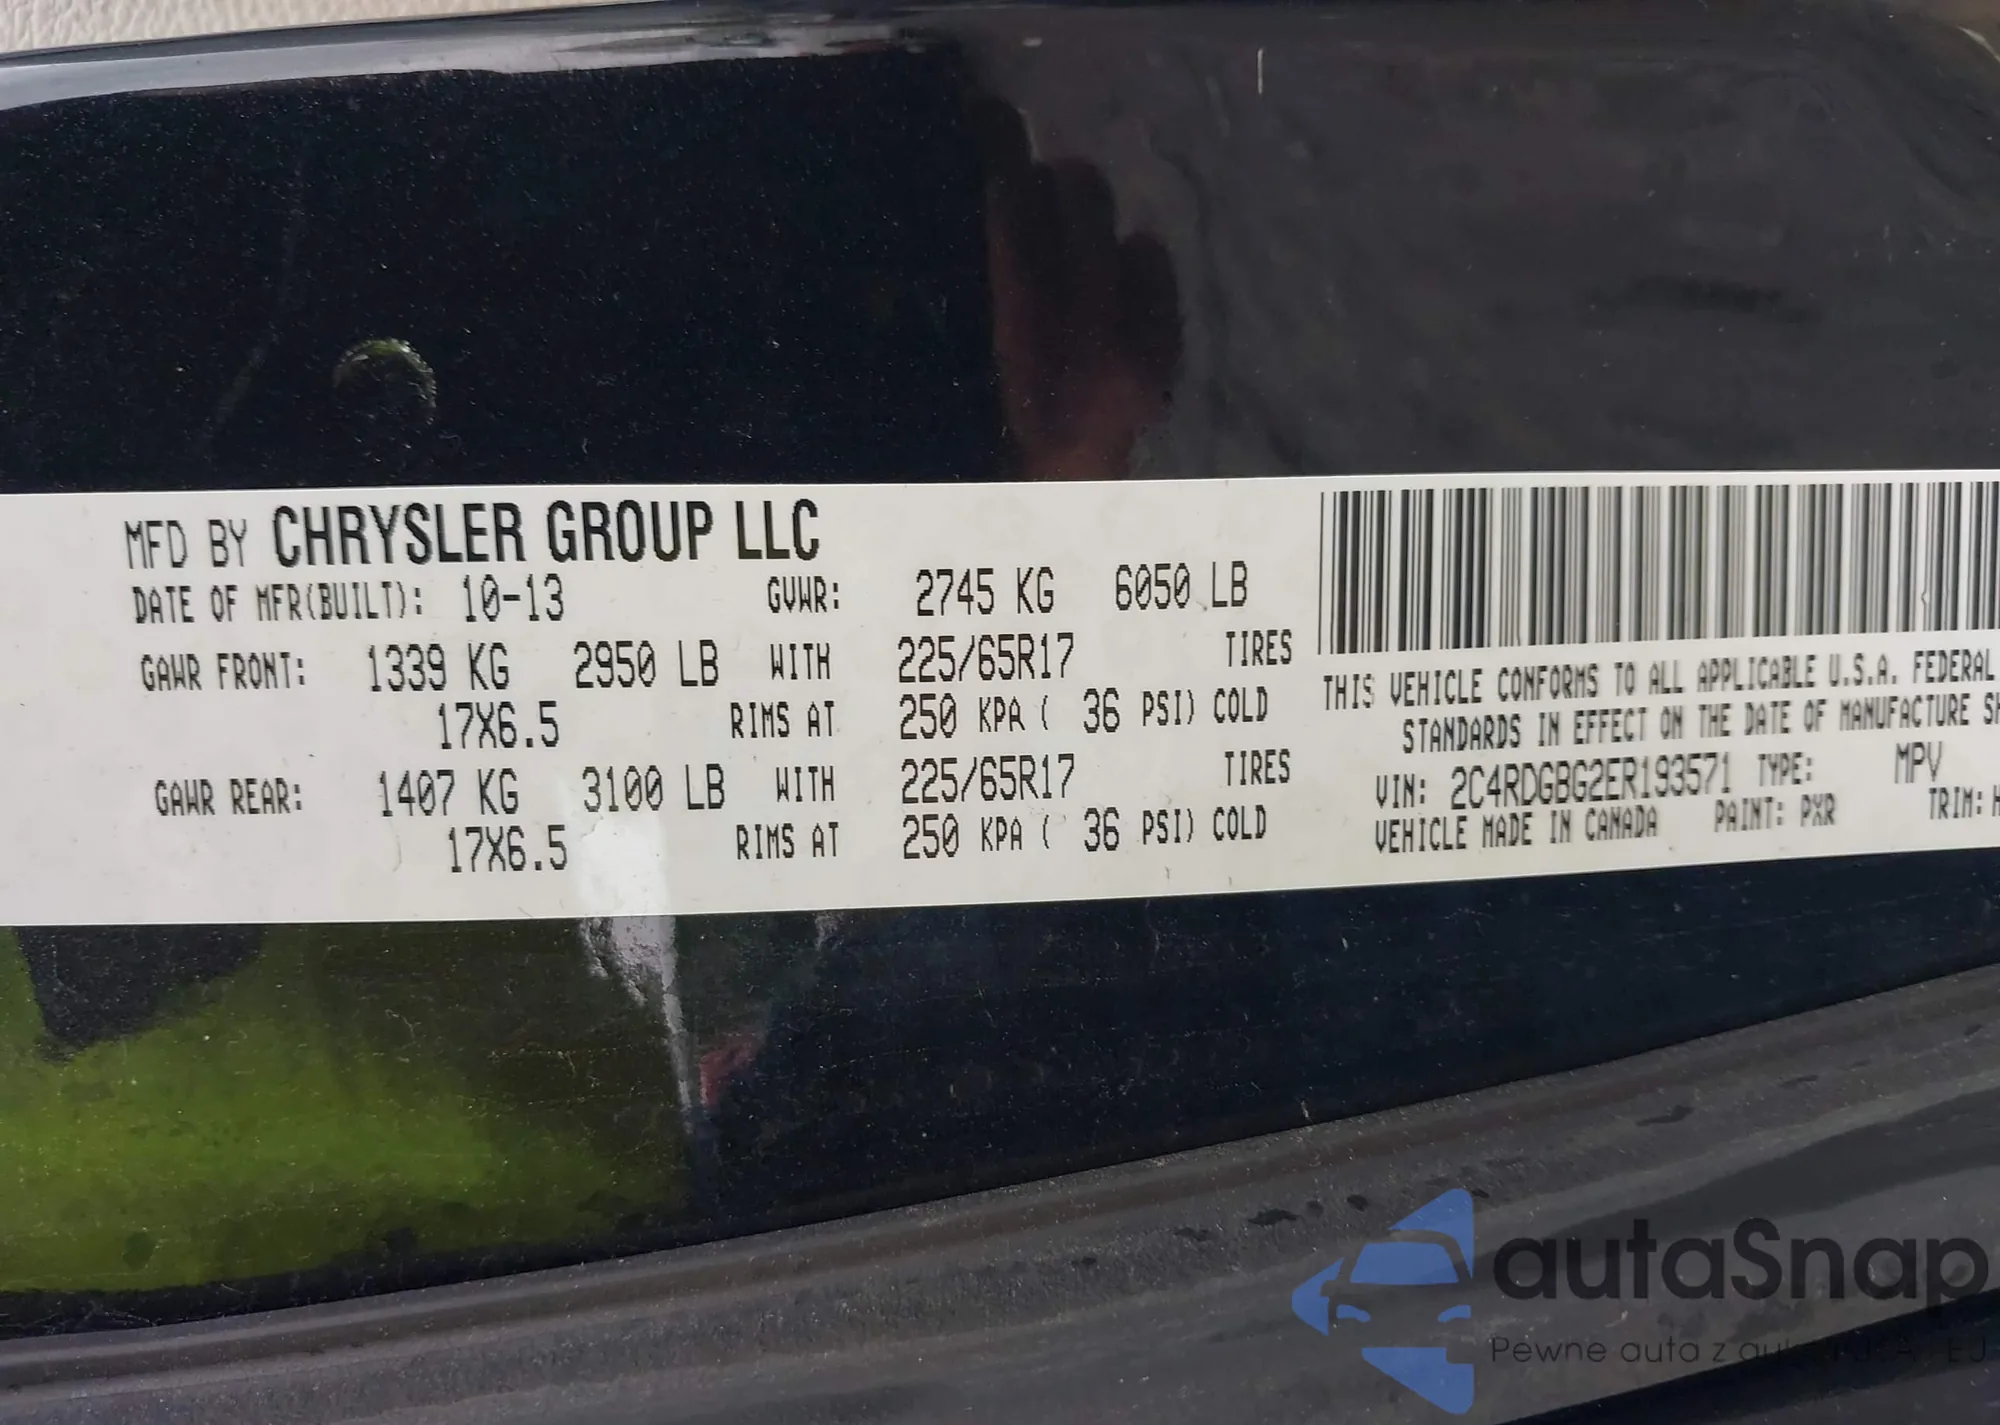 MFD BY CHRYSLER GROUP LLC
DATE OF MFR(BUILT): 10-13 GVWR: 2745 KG 6050 LB
GAWR FRONT: 1339 KG 2950 LB WITH 225/65R17 TIRES
17X6.5 RIMS AT 250 KPA ( 36 PSI) COLD
GAWR REAR: 1407 KG 3100 LB WITH 225/65R17 TIRES
17X6.5 RIMS AT 250 KPA ( 36 PSI) COLD
THIS VEHICLE CONFORMS TO ALL APPLICABLE U.S.A. FEDERAL
STANDARDS IN EFFECT ON THE DATE OF MANUFACTURE SH
VIN: 2C4RDGBG2ER193571 TYPE: MPV
VEHICLE MADE IN CANADA PAINT: PXR TRIM: H
autaSnap
Pewne auta z